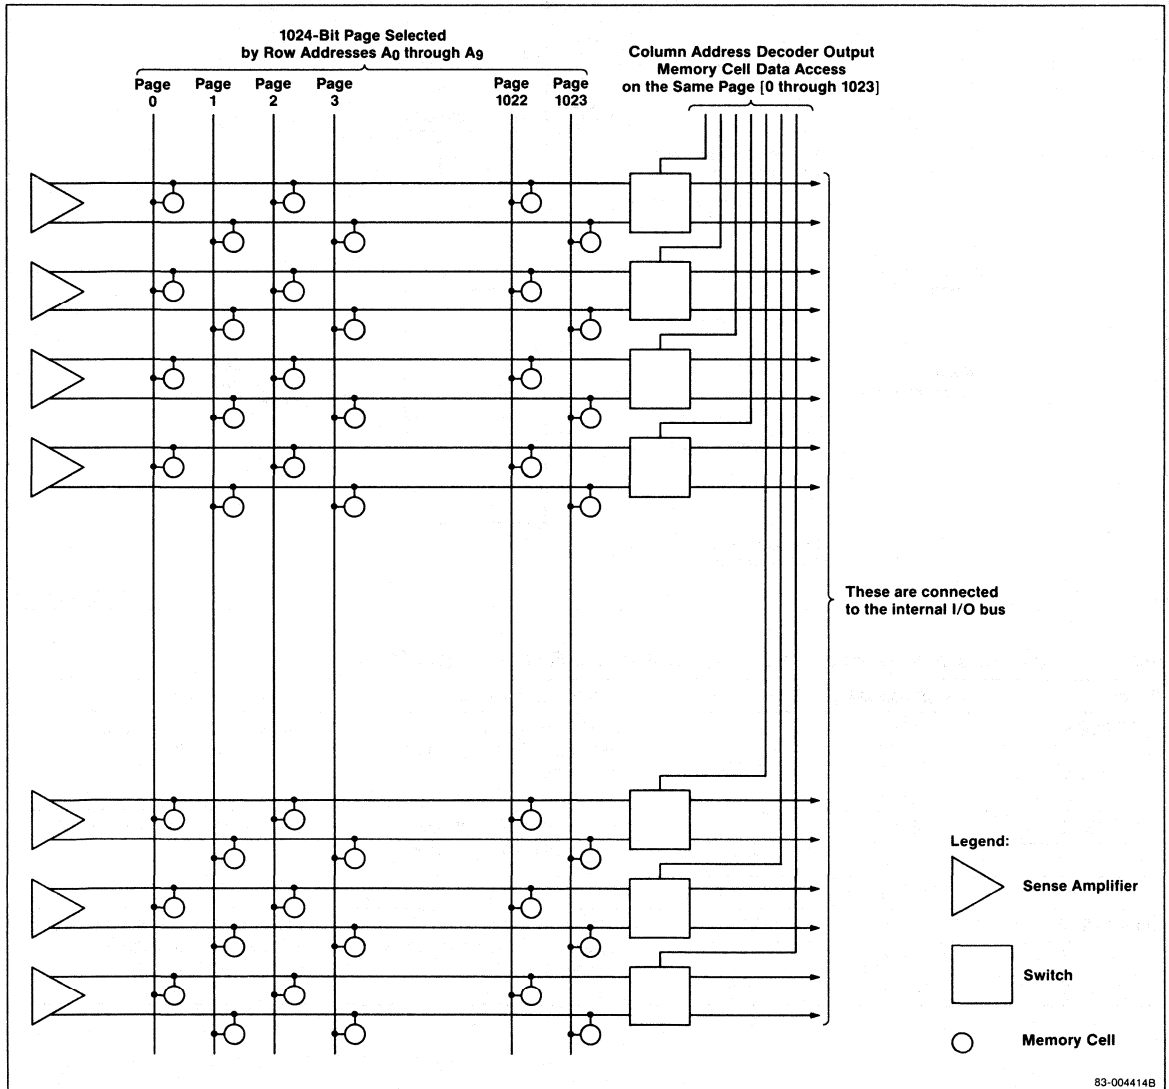 1024-Bit Page Selected
by Row Addresses A0 through A9
Column Address Decoder Output
Memory Cell Data Access
on the Same Page [0 through 1023]
Page Page Page Page Page Page
0 1 2 3 1022 1023
These are connected
to the internal I/O bus
Legend:
Sense Amplifier
Switch
Memory Cell
83-004414B